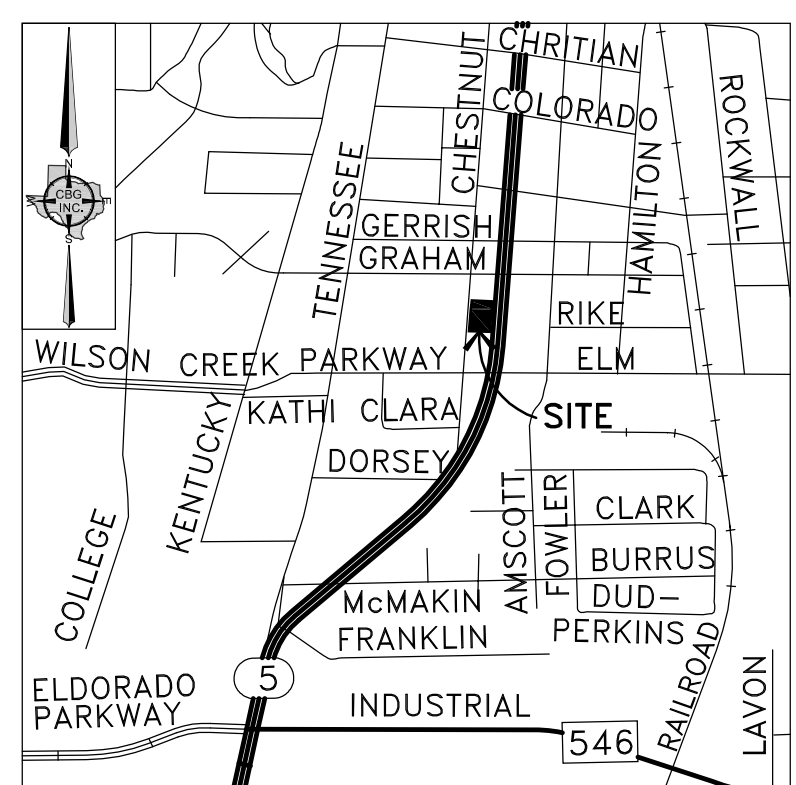 CHRITIAN
CHESTNUT
COLORADO
ROCKWALL
N
W
CBG
INC.
E
S
TENNESSEE
HAMILTON
GERRISH
GRAHAM
RIKE
WILSON CREEK PARKWAY
ELM
KENTUCKY
KATHI
CLARA
SITE
DORSEY
AMSCOTT
FOWLER
CLARK
COLLEGE
BURRUS
McMAKIN
DUD-
PERKINS
FRANKLIN
RAILROAD
LAVON
5
ELDORADO
PARKWAY
INDUSTRIAL
546